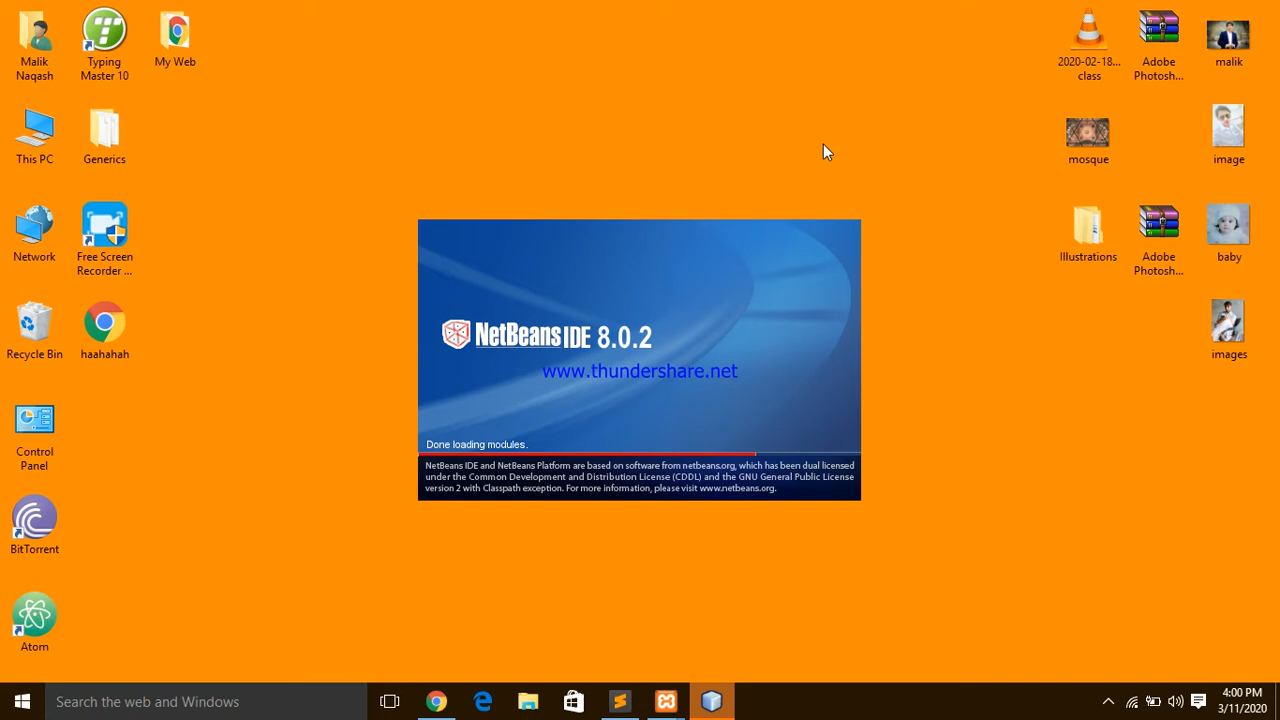 Malik
Naqash
Typing
Master 10
My Web
This PC
Generics
Network
Free Screen
Recorder ...
Recycle Bin
haahahah
Control
Panel
BitTorrent
Atom
2020-02-18...
class
Adobe
Photosh...
malik
mosque
image
Illustrations
Adobe
Photosh...
baby
images
NetBeans IDE 8.0.2
www.thundershare.net
Done loading modules.
NetBeans IDE and NetBeans Platform are based on software from netbeans.org, which has been dual licensed
under the Common Development and Distribution License (CDDL) and the GNU General Public License
version 2 with Classpath exception. For more information, please visit www.netbeans.org.
Search the web and Windows
4:00 PM
3/11/2020